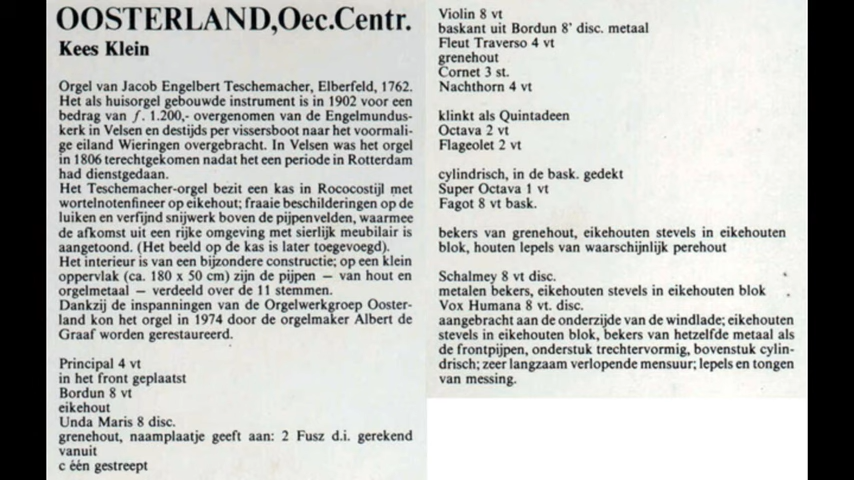 OOSTERLAND,Oec.Centr.
Kees Klein
Orgel van Jacob Engelbert Teschemacher, Elberfeld, 1762.
Het als huisorgel gebouwde instrument is in 1902 voor een
bedrag van ƒ. 1.200,- overgenomen van de Engelmundus-
kerk in Velsen en destijds per vissersboot naar het voormali-
ge eiland Wieringen overgebracht. In Velsen was het orgel
in 1806 terechtgekomen nadat het een periode in Rotterdam
had dienstgedaan.
Het Teschemacher-orgel bezit een kas in Rococostijl met
wortelnotenfineer op eikehout; fraaie beschilderingen op de
luiken en verfijnd snijwerk boven de pijpenvelden, waarmee
de afkomst uit een rijke omgeving met sierlijk meubilair is
aangetoond. (Het beeld op de kas is later toegevoegd).
Het interieur is van een bijzondere constructie; op een klein
oppervlak (ca. 180 x 50 cm) zijn de pijpen — van hout en
orgelmetaal — verdeeld over de 11 stemmen.
Dankzij de inspanningen van de Orgelwerkgroep Ooster-
land kon het orgel in 1974 door de orgelmaker Albert de
Graaf worden gerestaureerd.
Principal 4 vt
in het front geplaatst
Bordun 8 vt
eikehout
Unda Maris 8 disc.
grenehout, naamplaatje geeft aan: 2 Fusz d.i. gerekend
vanuit
c één gestreept
Violin 8 vt
baskant uit Bordun 8' disc. metaal
Fleut Traverso 4 vt
grenehout
Cornet 3 st.
Nachthorn 4 vt
klinkt als Quintadeen
Octava 2 vt
Flageolet 2 vt
cylindrisch, in de bask. gedekt
Super Octava 1 vt
Fagot 8 vt bask.
bekers van grenehout, eikehouten stevels in eikehouten
blok, houten lepels van waarschijnlijk perehout
Schalmey 8 vt disc.
metalen bekers, eikehouten stevels in eikehouten blok
Vox Humana 8 vt. disc.
aangebracht aan de onderzijde van de windlade; eikehouten
stevels in eikehouten blok, bekers van hetzelfde metaal als
de frontpijpen, onderstuk trechtervormig, bovenstuk cylin-
drisch; zeer langzaam verlopende mensuur; lepels en tongen
van messing.